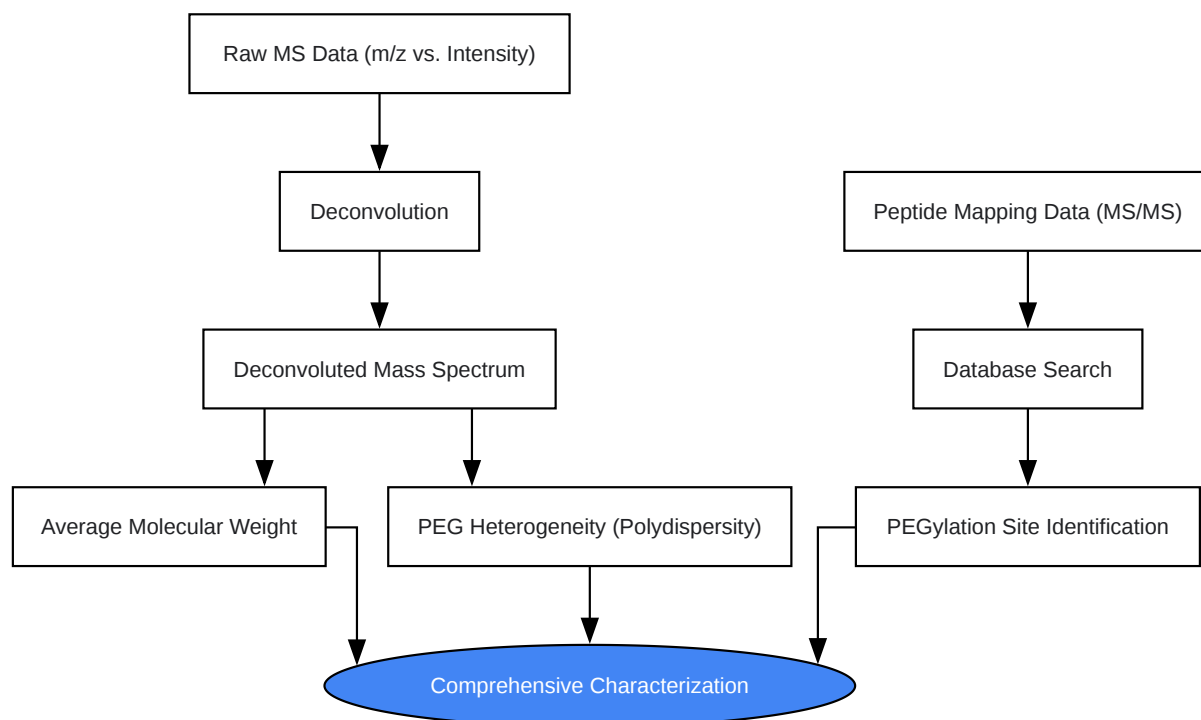 Raw MS Data (m/z vs. Intensity)
Deconvolution
Peptide Mapping Data (MS/MS)
Deconvoluted Mass Spectrum
Database Search
Average Molecular Weight
PEG Heterogeneity (Polydispersity)
PEGylation Site Identification
Comprehensive Characterization